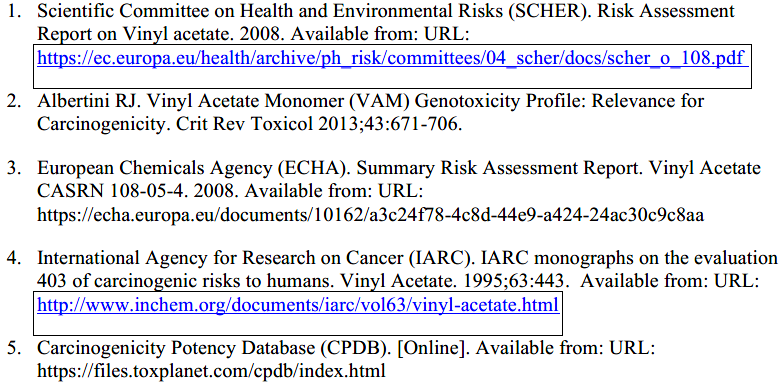 1. Scientific Committee on Health and Environmental Risks (SCHER). Risk Assessment
Report on Vinyl acetate. 2008. Available from: URL:
https://ec.europa.eu/health/archive/ph_risk/committees/04_scher/docs/scher_o_108.pdf
2. Albertini RJ. Vinyl Acetate Monomer (VAM) Genotoxicity Profile: Relevance for
Carcinogenicity. Crit Rev Toxicol 2013;43:671-706.
3. European Chemicals Agency (ECHA). Summary Risk Assessment Report. Vinyl Acetate
CASRN 108-05-4. 2008. Available from: URL:
https://echa.europa.eu/documents/10162/a3c24f78-4c8d-44e9-a424-24ac30c9c8aa
4. International Agency for Research on Cancer (IARC). IARC monographs on the evaluation
403 of carcinogenic risks to humans. Vinyl Acetate. 1995;63:443. Available from: URL:
http://www.inchem.org/documents/iarc/vol63/vinyl-acetate.html
5. Carcinogenicity Potency Database (CPDB). [Online]. Available from: URL:
https://files.toxplanet.com/cpdb/index.html